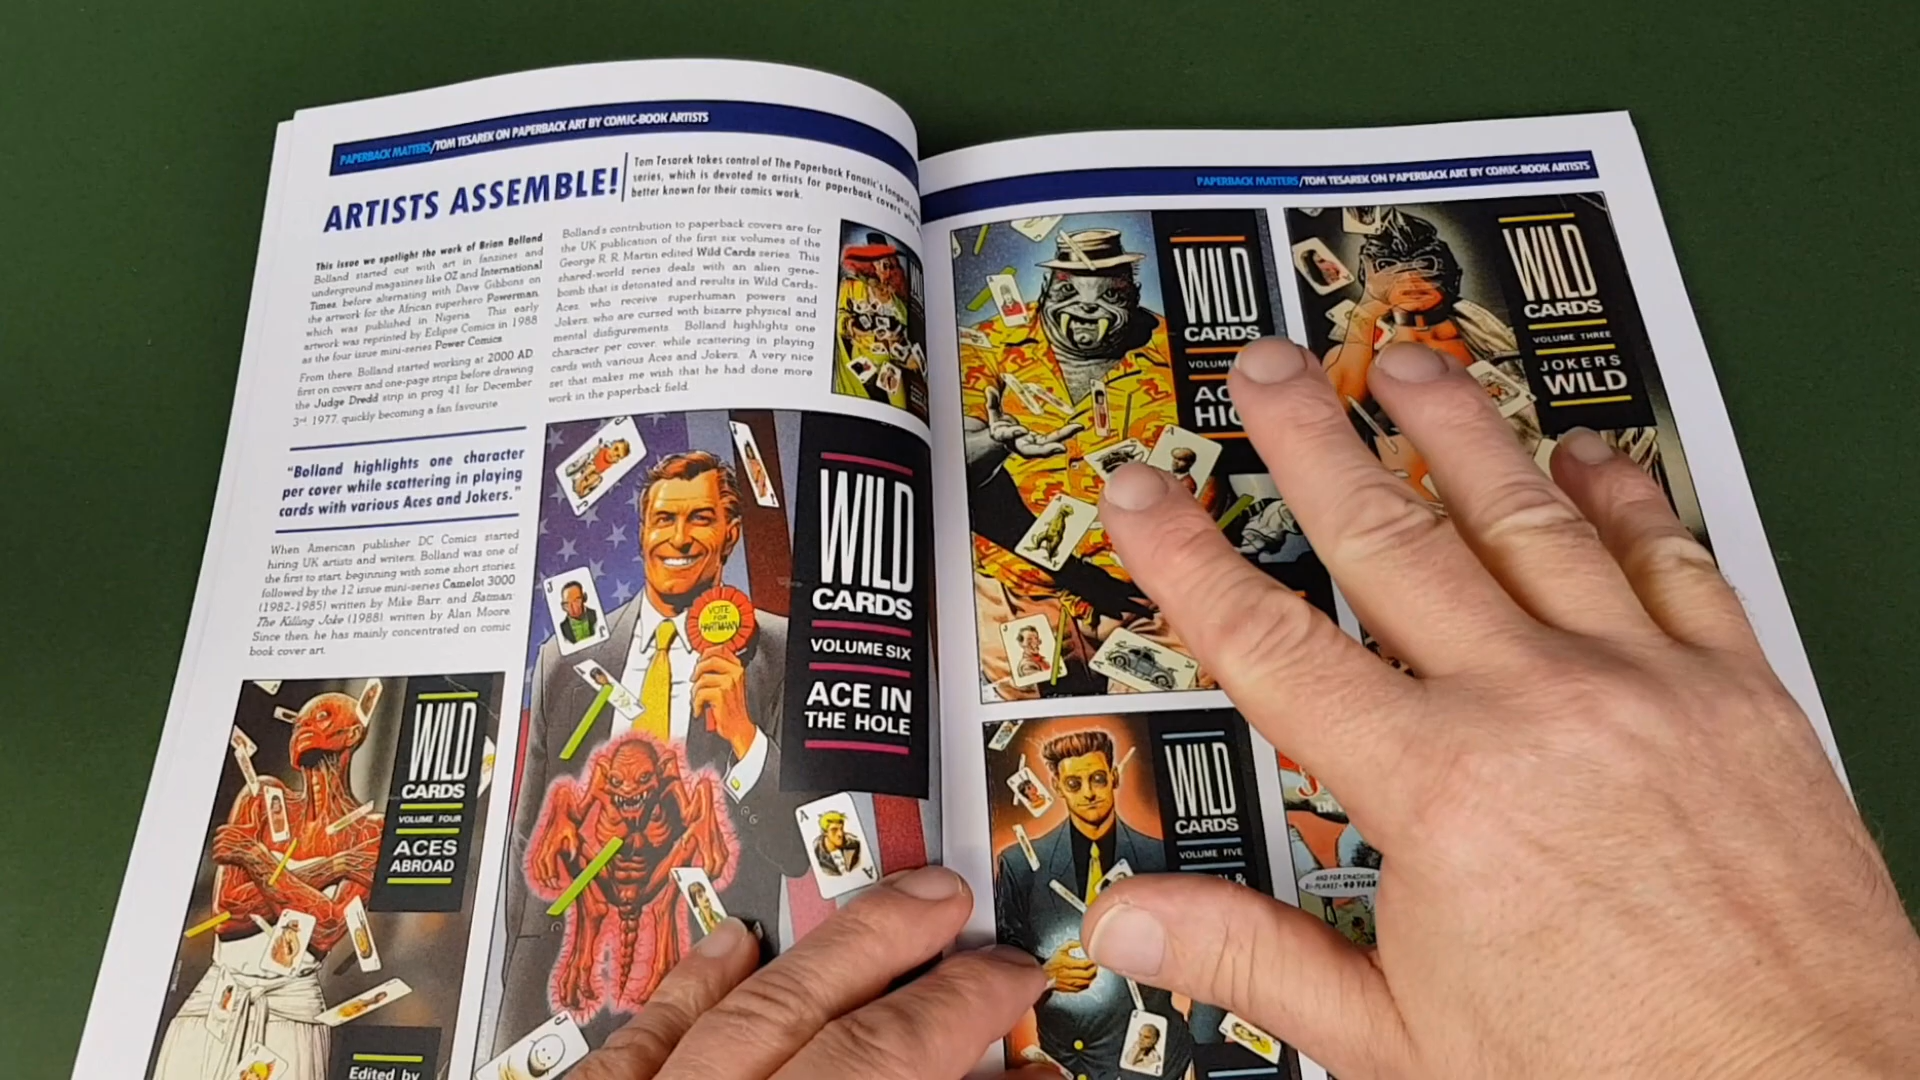 PAPERBACK MATTERS/TOM TESAREK ON PAPERBACK ART BY COMIC-BOOK ARTISTS
ARTISTS ASSEMBLE!
Tom Tesarek takes control of The Paperback Fanatic's longest
series, which is devoted to artists for paperback covers who
better known for their comics work.
This issue we spotlight the work of Brian Bolland
Bolland started out with art in fanzines and
underground magazines like OZ and International
Times, before alternating with Dave Gibbons on
the artwork for the African superhero Powerman,
which was published in Nigeria. This early
artwork was reprinted by Eclipse Comics in 1988
as the four issue mini-series Power Comics
From there, Bolland started working at 2000 AD
first on covers and one-page strips before drawing
the Judge Dredd strip in prog 41 for December
3rd 1977, quickly becoming a fan favourite
"Bolland highlights one character
per cover while scattering in playing
cards with various Aces and Jokers."
When American publisher DC Comics started
hiring UK artists and writers, Bolland was one of
the first to start, beginning with some short stories,
followed by the 12 issue mini-series Camelot 3000
(1982-1985) written by Mike Barr and Batman:
The Killing Joke (1988), written by Alan Moore.
Since then, he has mainly concentrated on comic
book cover art.
Bolland's contribution to paperback covers are for
the UK publication of the first six volumes of the
George R. R. Martin edited Wild Cards series. This
shared-world series deals with an alien gene-
bomb that is detonated and results in Wild Cards-
Aces, who receive superhuman powers and
Jokers, who are cursed with bizarre physical and
mental disfigurements. Bolland highlights one
character per cover, while scattering in playing
cards with various Aces and Jokers. A very nice
set that makes me wish that he had done more
work in the paperback field.
WILD
CARDS
VOLUME FOUR
ACES
ABROAD
Edited by
VOTE
FOR
HARTMANN
WILD
CARDS
VOLUME SIX
ACE IN
THE HOLE
PAPERBACK MATTERS/TOM TESAREK ON PAPERBACK ART BY COMIC-BOOK ARTISTS
WILD
CARDS
VOLUME
WILD
CARDS
VOLUME THREE
JOKERS
WILD
WILD
CARDS
VOLUME FIVE
AND FOR SMASHING